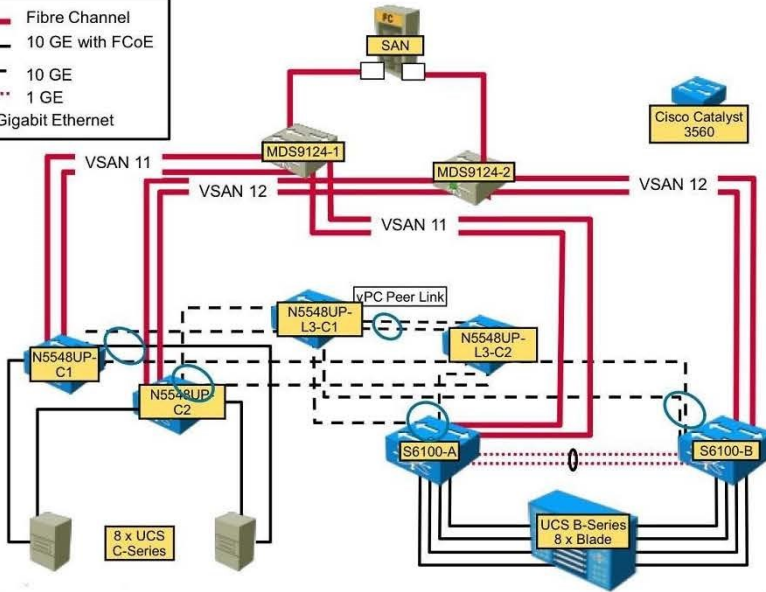 Fibre Channel
10 GE with FCoE
10 GE
1 GE
Gigabit Ethernet
FC
SAN
Cisco Catalyst
3560
MDS9124-1
MDS9124-2
VSAN 11
VSAN 12
VSAN 12
VSAN 11
vPC Peer Link
N5548UP-
L3-C1
N5548UP-
L3-C2
N5548UP-
C1
N5548UP-
C2
S6100-A
S6100-B
8 x UCS
C-Series
UCS B-Series
8 x Blade